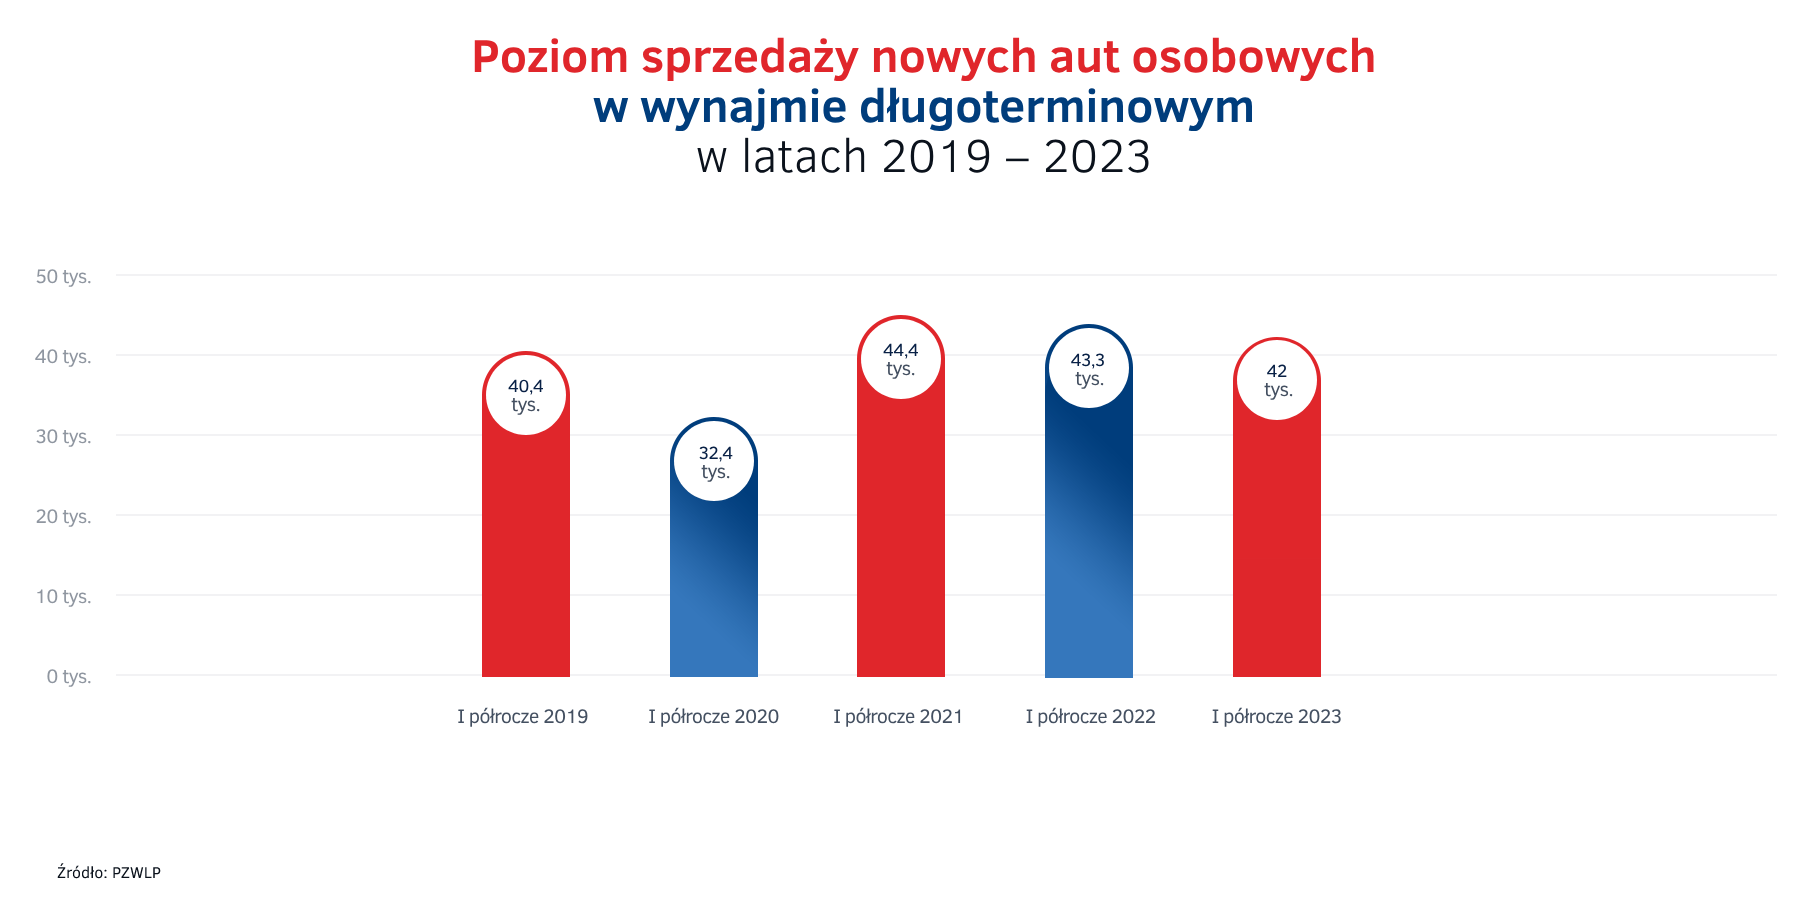 Poziom sprzedaży nowych aut osobowych
w wynajmie długoterminowym
w latach 2019 – 2023
50 tys.
40 tys.
30 tys.
20 tys.
10 tys.
0 tys.
40,4
tys.
32,4
tys.
44,4
tys.
43,3
tys.
42
tys.
I półrocze 2019
I półrocze 2020
I półrocze 2021
I półrocze 2022
I półrocze 2023
Źródło: PZWLP